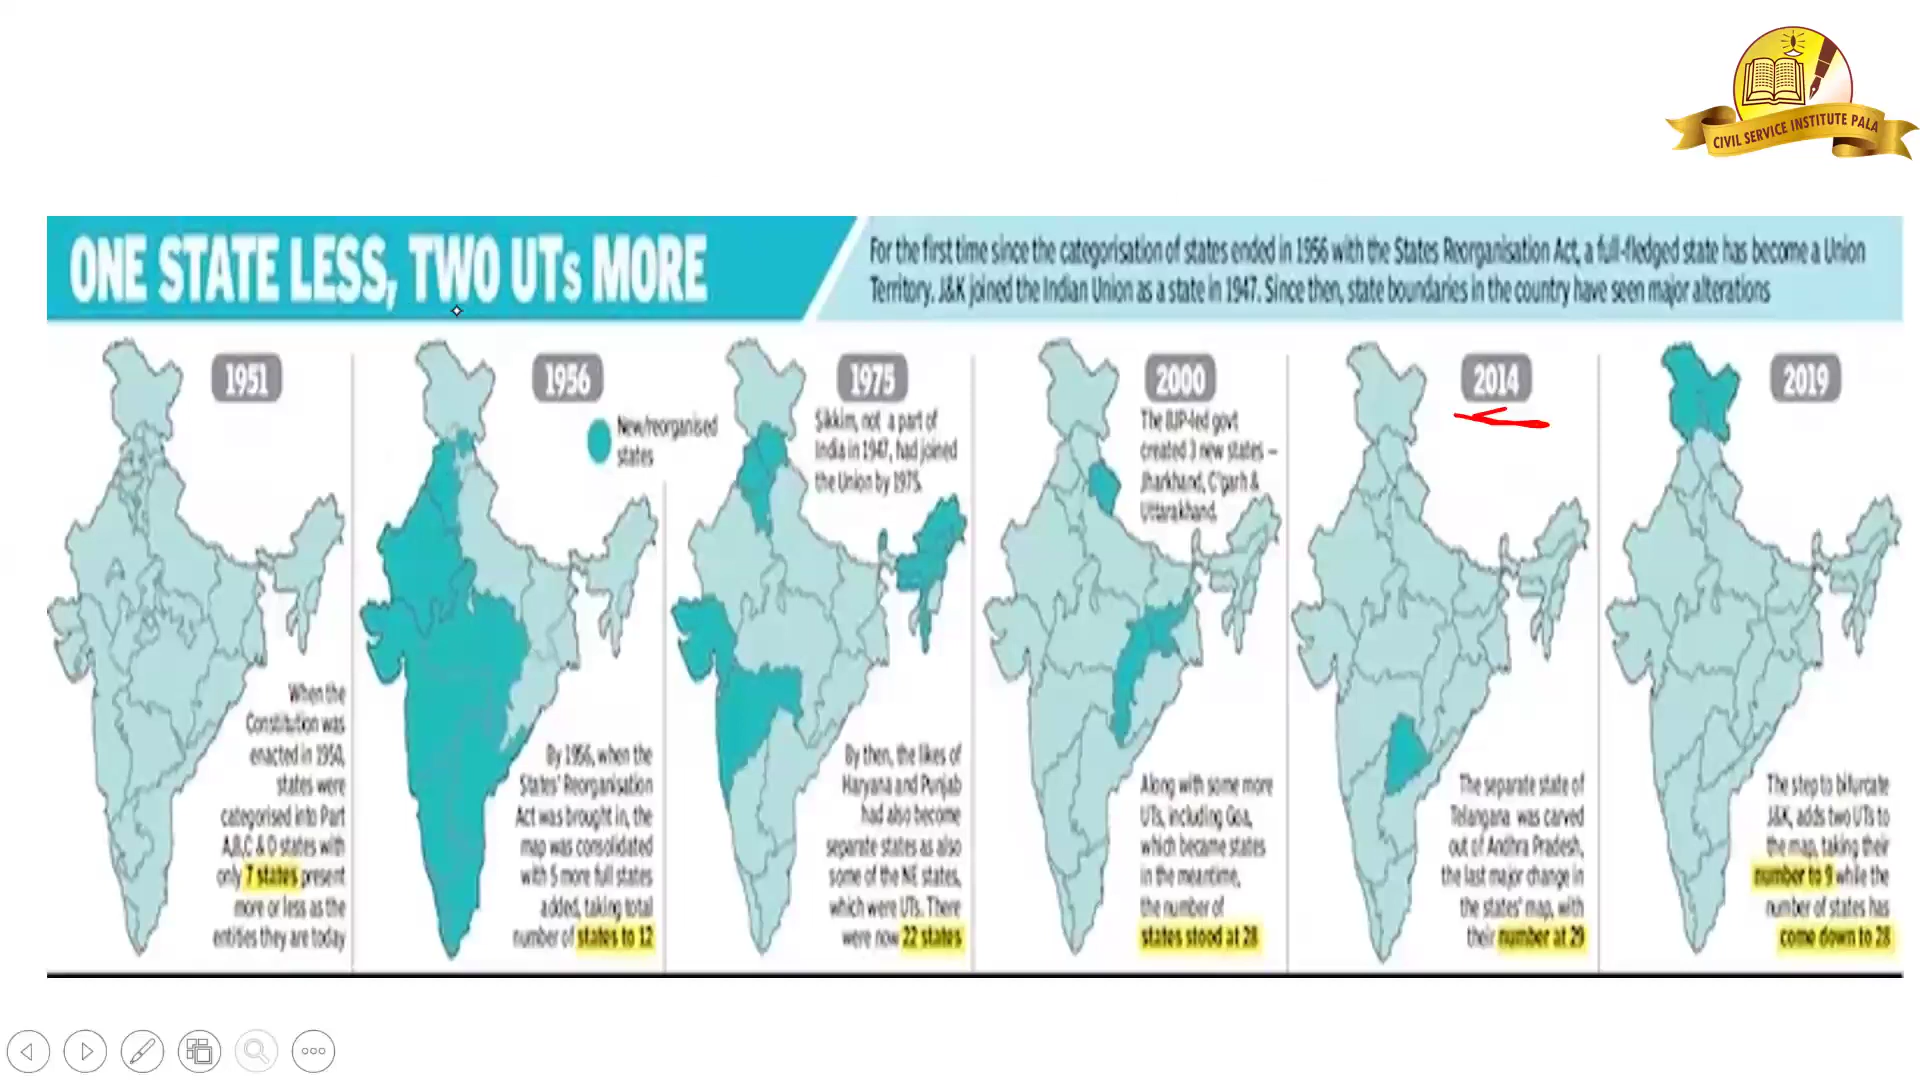 CIVIL SERVICE INSTITUTE PALA
ONE STATE LESS, TWO UTs MORE
For the first time since the categorisation of states ended in 1956 with the States Reorganisation Act, a full-fledged state has become a Union
Territory. J&K joined the Indian Union as a state in 1947. Since then, state boundaries in the country have seen major alterations
1951
When the
Constitution was
enacted in 1950,
states were
categorised into Part
A,B,C & D states with
only 7 states present
more or less as the
entities they are today
1956
New/reorganised
states
By 1956, when the
States' Reorganisation
Act was brought in, the
map was consolidated
with 5 more full states
added, taking total
number of states to 12
1975
Sikkim, not a part of
India in 1947, had joined
the Union by 1975.
By then, the likes of
Haryana and Punjab
had also become
separate states as also
some of the NE states,
which were UTs. There
were now 22 states
2000
The BJP-led govt
created 3 new states –
Jharkhand, C'garh &
Uttarakhand.
Along with some more
UTs, including Goa,
which became states
in the meantime,
the number of
states stood at 28
2014
The separate state of
Telangana was carved
out of Andhra Pradesh,
the last major change in
the states' map, with
their number at 29
2019
The step to bifurcate
J&K, adds two UTs to
the map, taking their
number to 9 while the
number of states has
come down to 28